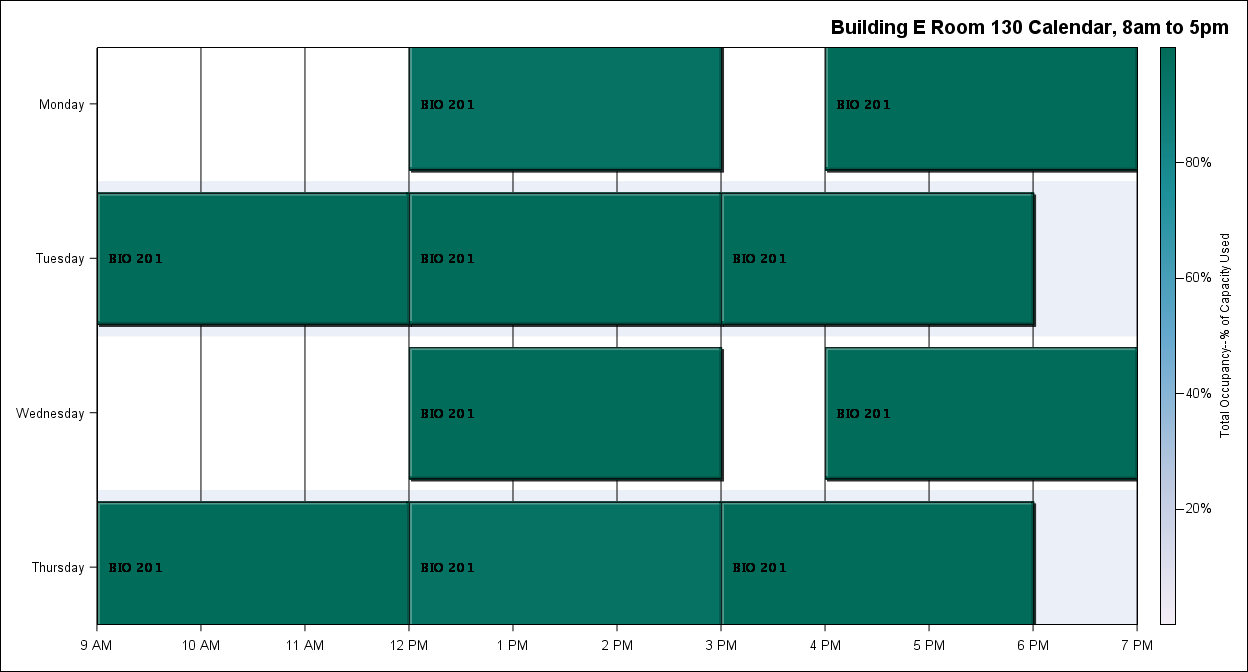 Building E Room 130 Calendar, 8am to 5pm
Monday
BIO 201
BIO 201
Tuesday
BIO 201
BIO 201
BIO 201
Wednesday
BIO 201
BIO 201
Thursday
BIO 201
BIO 201
BIO 201
9 AM
10 AM
11 AM
12 PM
1 PM
2 PM
3 PM
4 PM
5 PM
6 PM
7 PM
80%
60%
40%
20%
Total Occupancy--% of Capacity Used